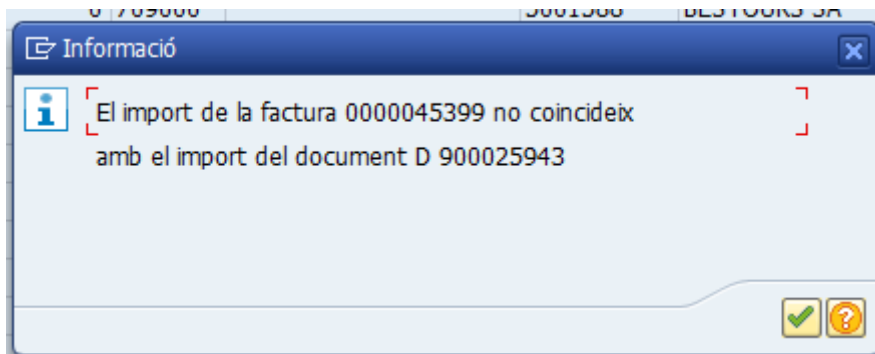 Informació
El import de la factura 0000045399 no coincideix
amb el import del document D 900025943